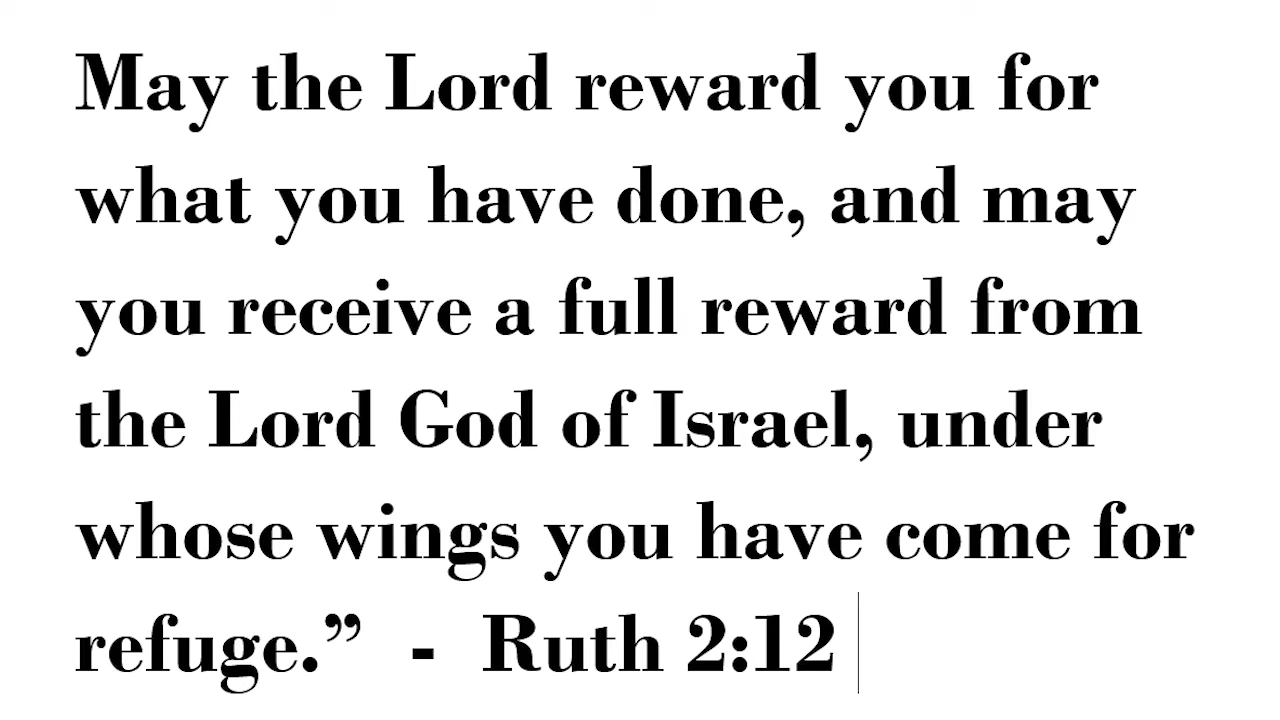 May the Lord reward you for
what you have done, and may
you receive a full reward from
the Lord God of Israel, under
whose wings you have come for
refuge.” - Ruth 2:12